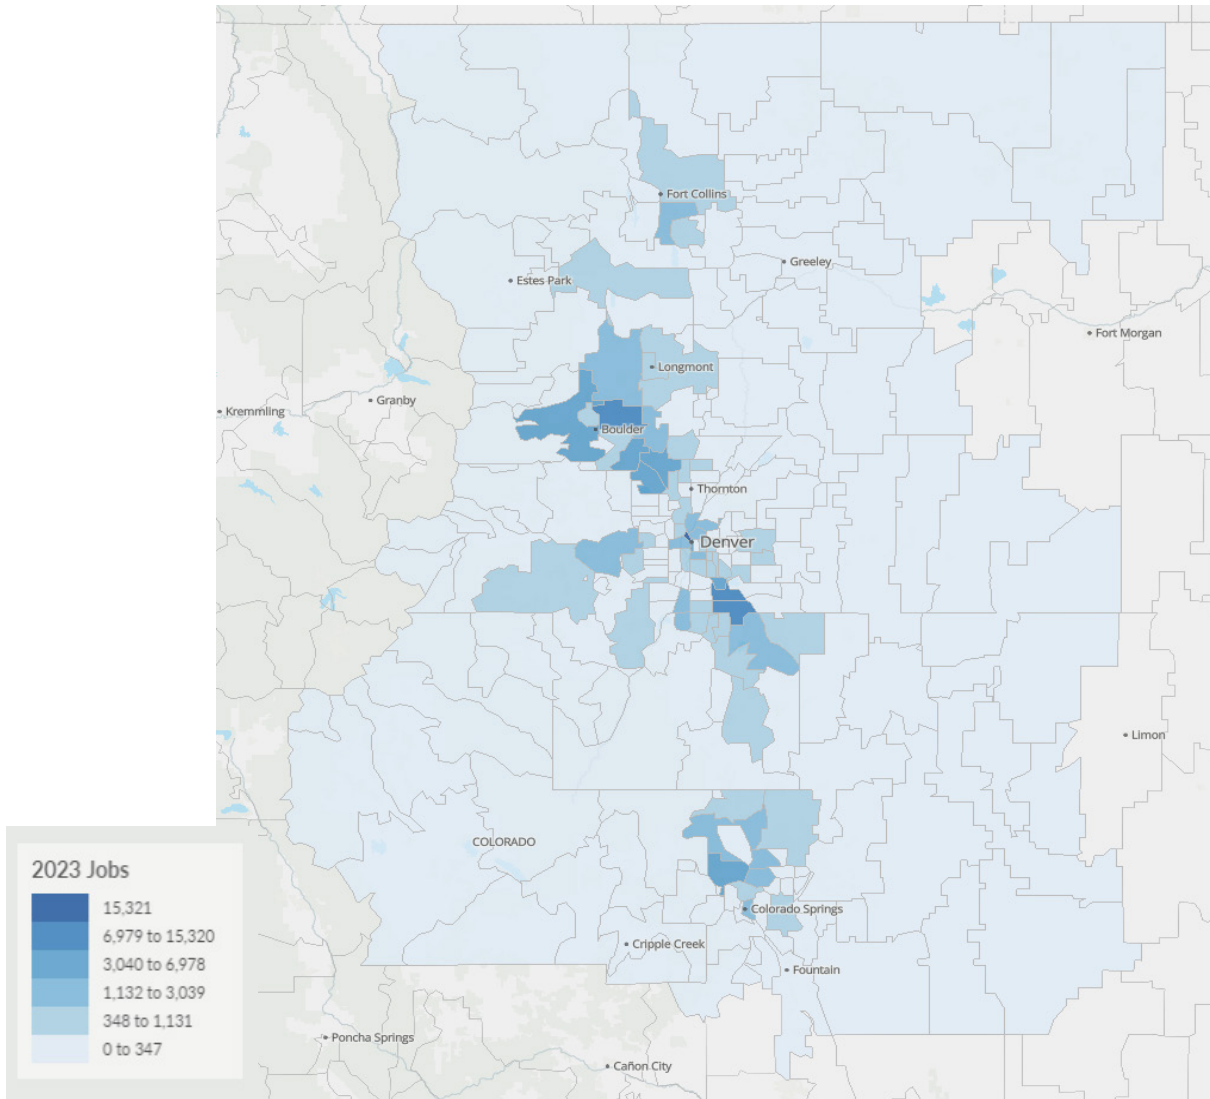 Fort Collins
Greeley
Estes Park
Fort Morgan
Longmont
Granby
Kremmling
Boulder
Thornton
Denver
Limon
COLORADO
2023 Jobs
15,321
6,979 to 15,320
3,040 to 6,978
1,132 to 3,039
348 to 1,131
0 to 347
Colorado Springs
Cripple Creek
Fountain
Poncha Springs
Cañon City